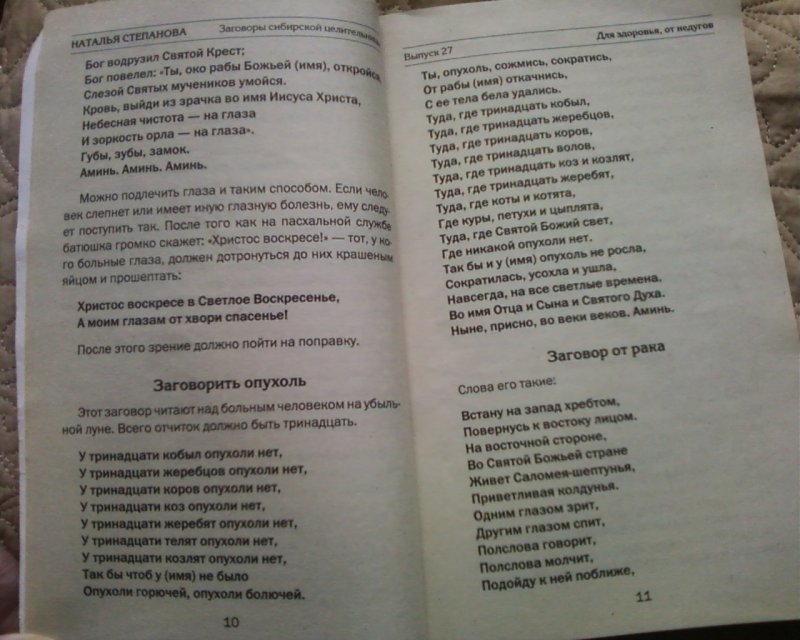 НАТАЛЬЯ СТЕПАНОВА Заговоры сибирской целительницы
Бог водрузил Святой Крест;
Бог повелел: «Ты, око рабы Божьей (имя), откройся,
Слезой Святых мучеников умойся.
Кровь, выйди из зрачка во имя Иисуса Христа,
Небесная чистота — на глаза
И зоркость орла — на глаза».
Губы, зубы, замок.
Аминь. Аминь. Аминь.
Можно подлечить глаза и таким способом. Если чело-
век слепнет или имеет иную глазную болезнь, ему следу-
ет поступить так. После того как на пасхальной службе
батюшка громко скажет: «Христос воскресе!» — тот, у ко-
го больные глаза, должен дотронуться до них крашеным
яйцом и прошептать:
Христос воскресе в Светлое Воскресенье,
А моим глазам от хвори спасенье!
После этого зрение должно пойти на поправку.
Заговорить опухоль
Этот заговор читают над больным человеком на убыль-
ной луне. Всего отчиток должно быть тринадцать.
У тринадцати кобыл опухоли нет,
У тринадцати жеребцов опухоли нет,
У тринадцати коров опухоли нет,
У тринадцати коз опухоли нет,
У тринадцати жеребят опухоли нет,
У тринадцати телят опухоли нет,
У тринадцати козлят опухоли нет,
Так бы чтоб у (имя) не было
Опухоли горючей, опухоли болючей.
10
Выпуск 27 Для здоровья, от недугов
Ты, опухоль, сожмись, сократись,
От рабы (имя) откачнись,
С ее тела бела удались.
Туда, где тринадцать кобыл,
Туда, где тринадцать жеребцов,
Туда, где тринадцать коров,
Туда, где тринадцать волов,
Туда, где тринадцать коз и козлят,
Туда, где тринадцать жеребят,
Туда, где коты и котята,
Где куры, петухи и цыплята,
Туда, где Святой Божий свет,
Где никакой опухоли нет.
Так бы и у (имя) опухоль не росла,
Сократилась, усохла и ушла,
Навсегда, на все светлые времена.
Во имя Отца и Сына и Святого Духа.
Ныне, присно, во веки веков. Аминь.
Заговор от рака
Слова его такие:
Встану на запад хребтом,
Повернусь к востоку лицом.
На восточной стороне,
Во Святой Божьей стране
Живет Саломея-шептунья,
Приветливая колдунья.
Одним глазом зрит,
Другим глазом спит,
Полслова говорит,
Полслова молчит,
Подойду к ней поближе,
11